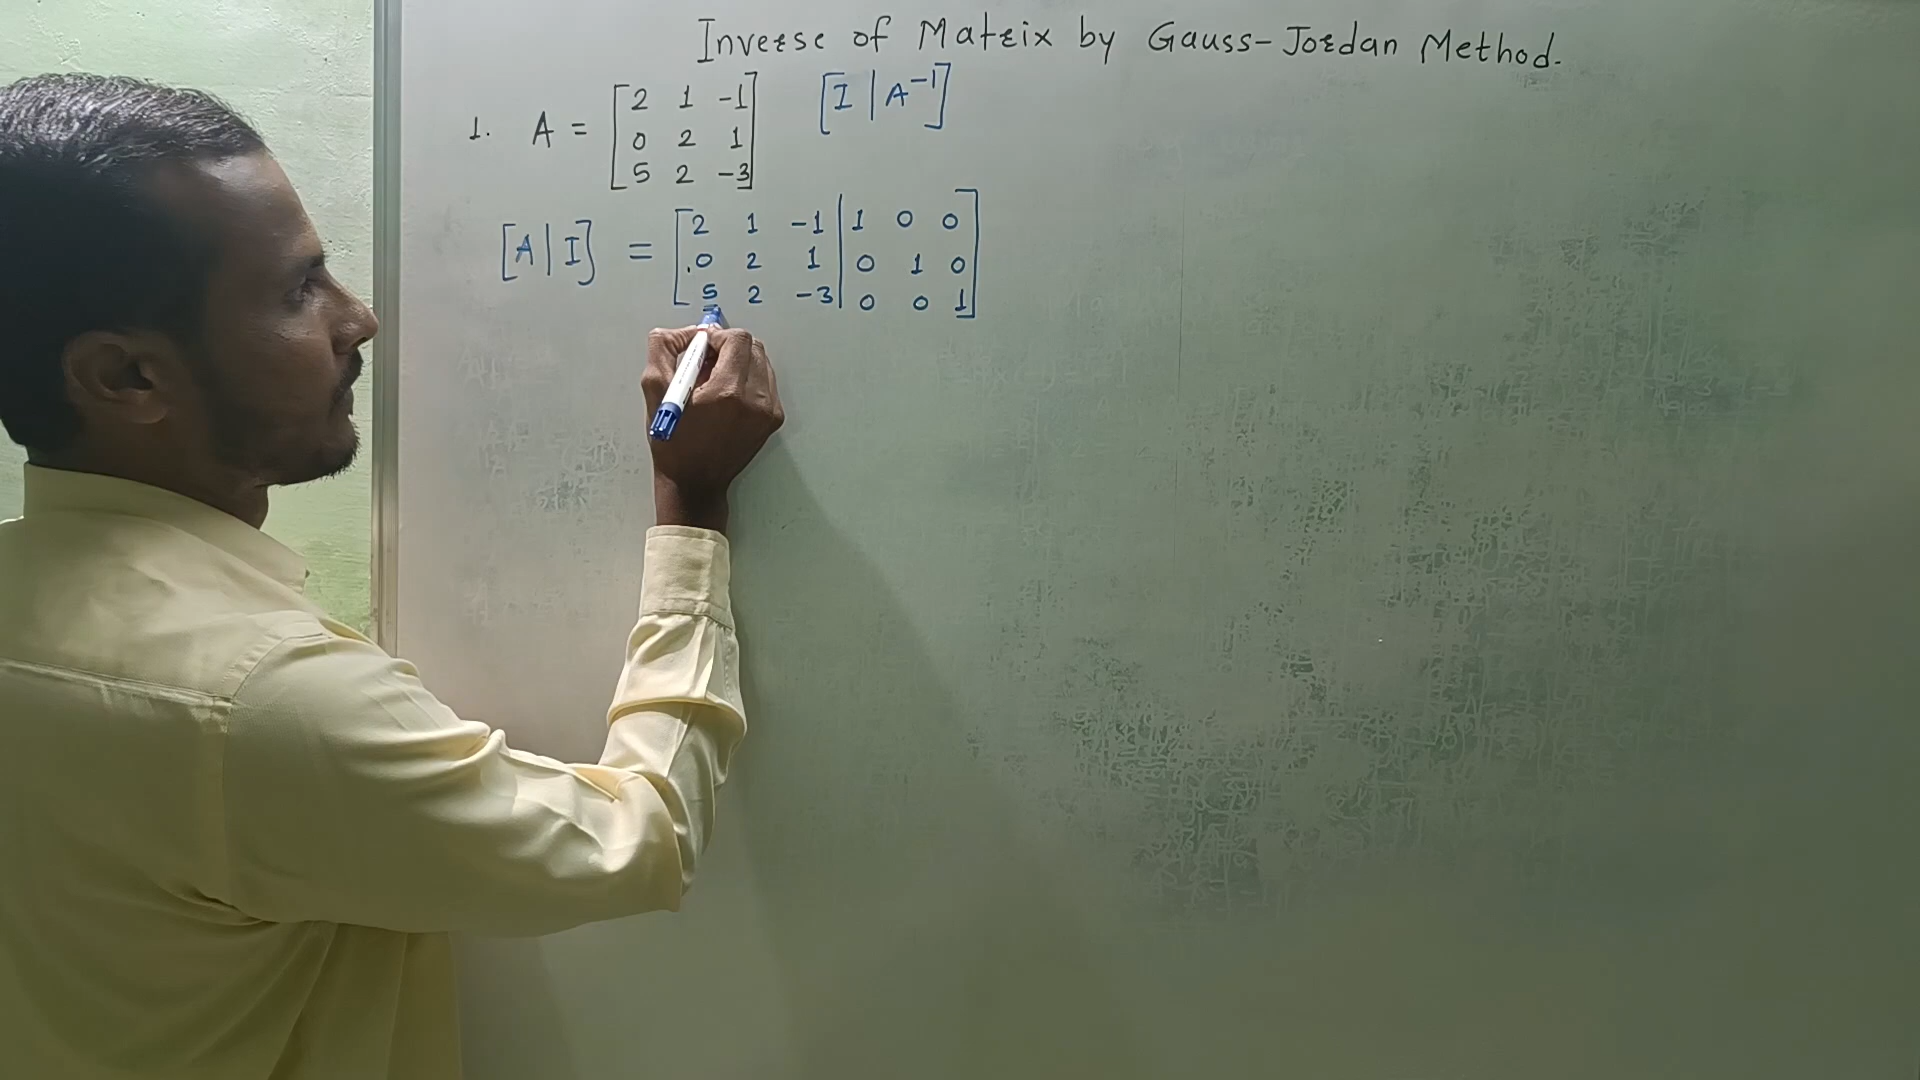 Inverse of Matrix by Gauss-Jordan Method.
1. A = [2 1 -1
0 2 1
5 2 -3] [I | A⁻¹]
[A | I] = [2 1 -1 | 1 0 0
0 2 1 | 0 1 0
5 2 -3 | 0 0 1]